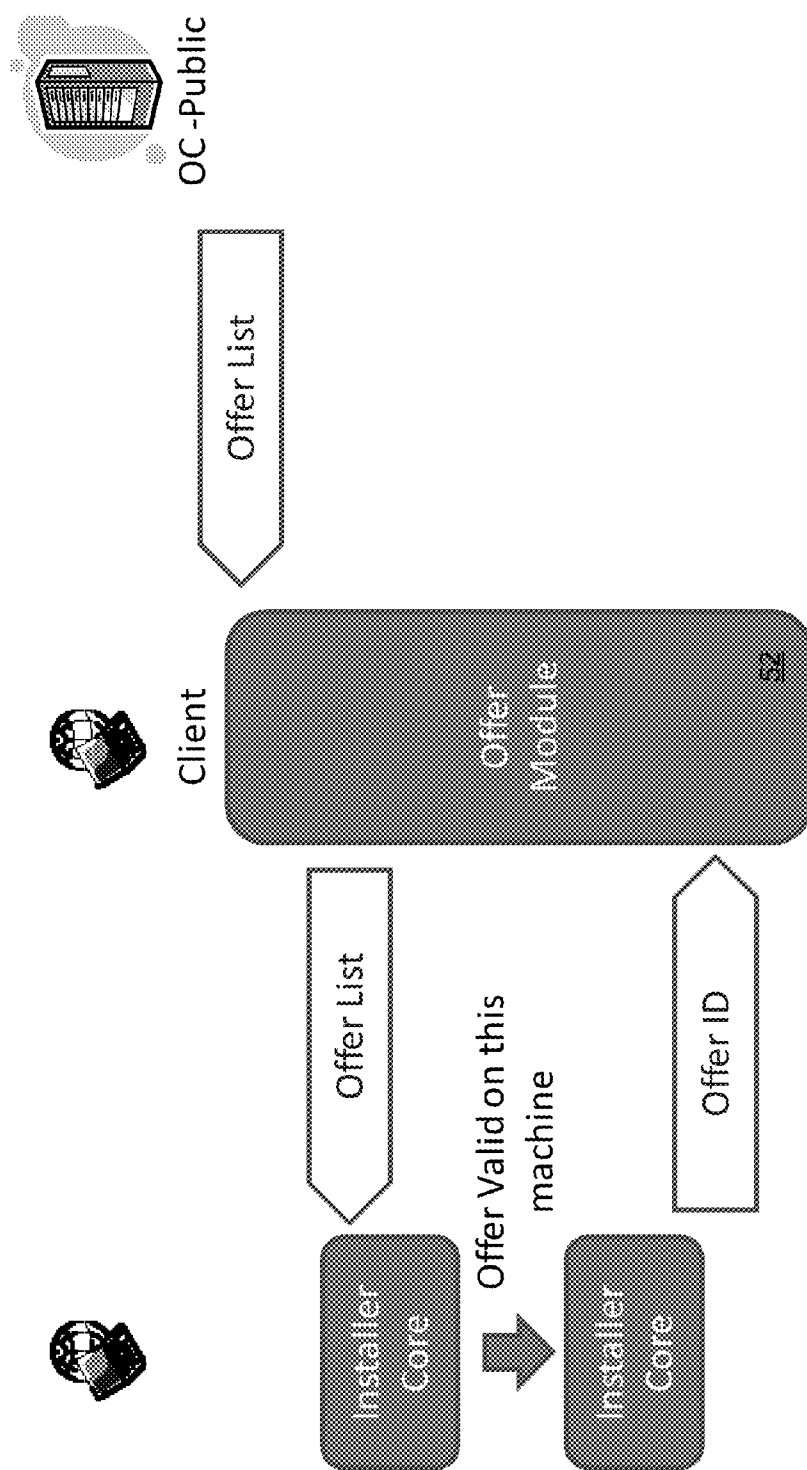 OC -Public
Offer List
Client
Offer
Module
52
Offer List
Installer
Core
Offer Valid on this
machine
Installer
Core
Offer ID